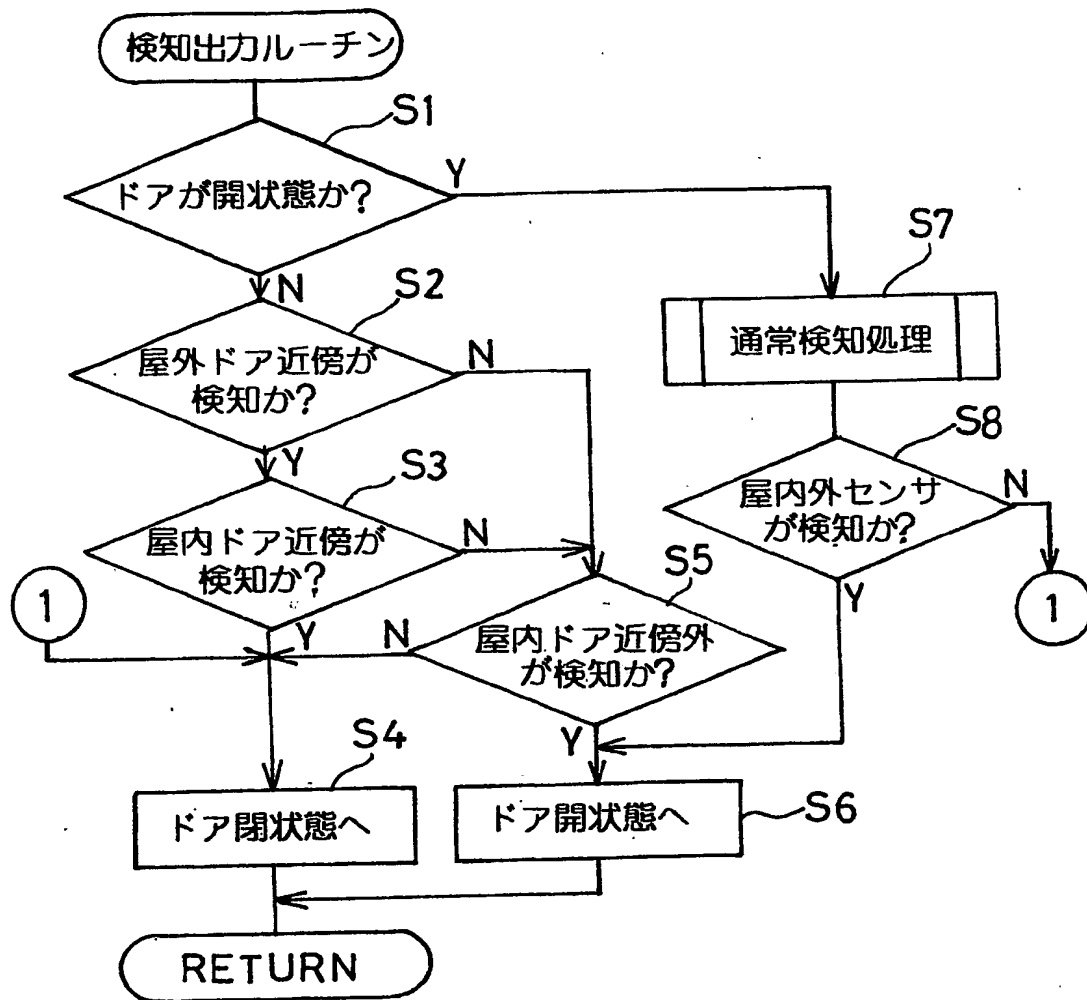 検知出力ルーチン
S1
ドアが開状態か?
Y
N
S2
屋外ドア近傍が
検知か?
N
Y
S3
屋内ドア近傍が
検知か?
N
Y
S7
通常検知処理
S8
屋内外センサ
が検知か?
N
Y
1
1
S5
屋内ドア近傍外
が検知か?
N
Y
S4
ドア閉状態へ
ドア開状態へ
S6
RETURN